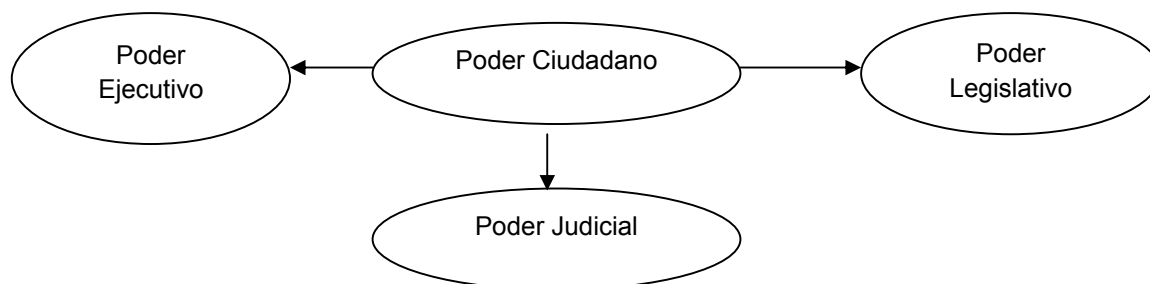 Poder
Ejecutivo
Poder Ciudadano
Poder
Legislativo
Poder Judicial